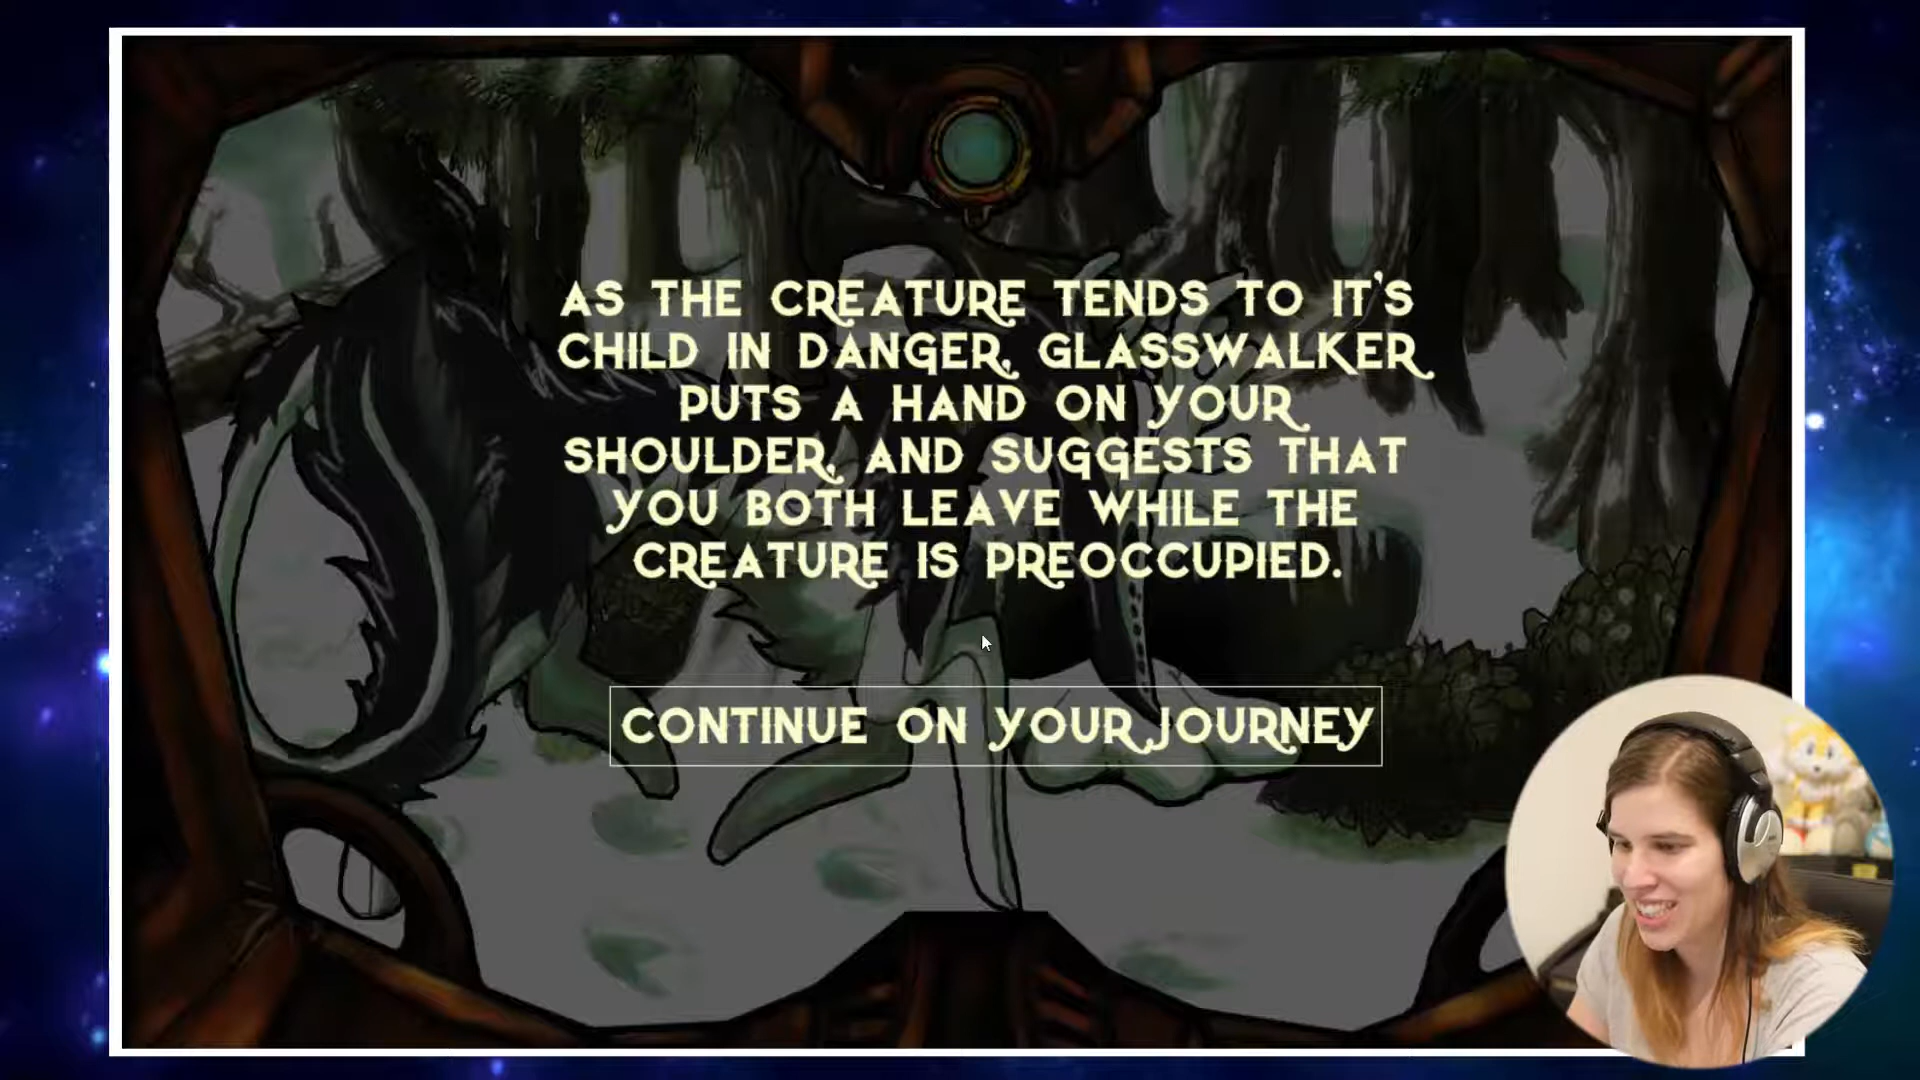 AS THE CREATURE TENDS TO IT'S
CHILD IN DANGER, GLASSWALKER
PUTS A HAND ON YOUR
SHOULDER, AND SUGGESTS THAT
YOU BOTH LEAVE WHILE THE
CREATURE IS PREOCCUPIED.
CONTINUE ON YOUR JOURNEY